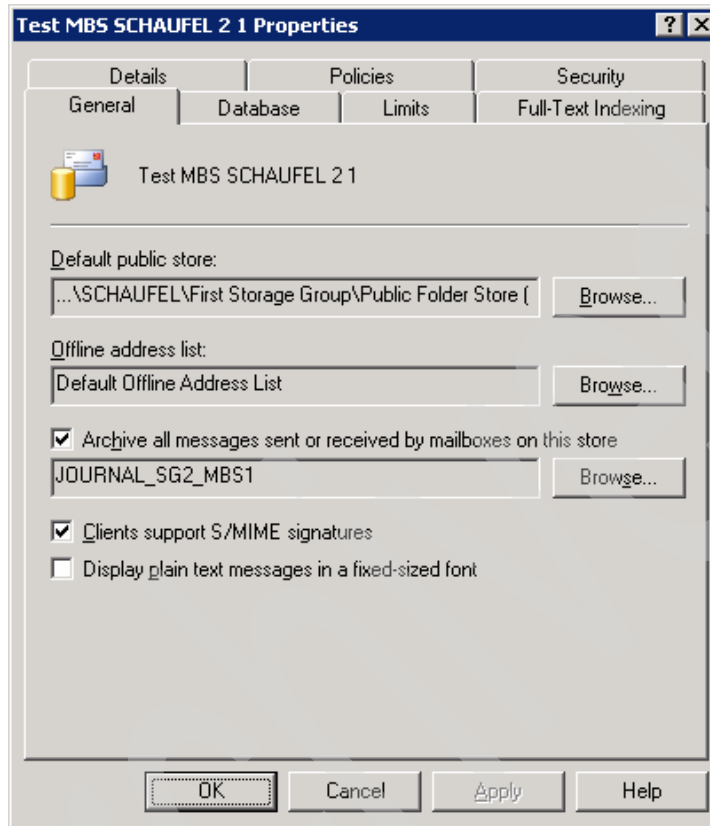 Test MBS SCHAUFEL 2 1 Properties
Details Policies Security
General Database Limits Full-Text Indexing
Test MBS SCHAUFEL 2 1
Default public store:
...\SCHAUFEL\First Storage Group\Public Folder Store (
Browse...
Offline address list:
Default Offline Address List
Browse...
Archive all messages sent or received by mailboxes on this store
JOURNAL_SG2_MBS1
Browse...
Clients support S/MIME signatures
Display plain text messages in a fixed-sized font
OK Cancel Apply Help